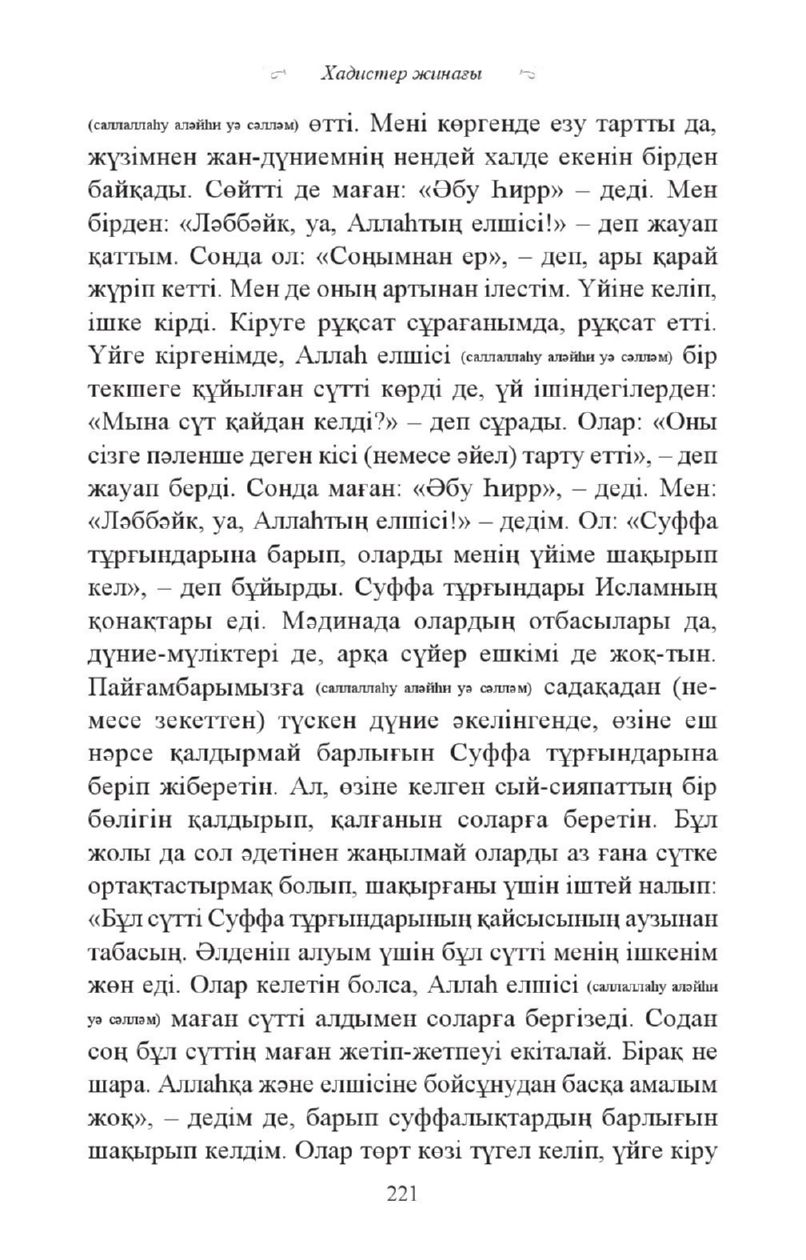 Хадистер жинағы
(саллаллаһу аләйһи уә сәлләм) өтті. Мені көргенде езу тартты да,
жүзімнен жан-дүниемнің нендей халде екенін бірден
байқады. Сөйтті де маған: «Әбу Һирр» – деді. Мен
бірден: «Ләббәйк, уа, Аллаһтың елшісі!» – деп жауап
қаттым. Сонда ол: «Соңымнан ер», – деп, ары қарай
жүріп кетті. Мен де оның артынан ілестім. Үйіне келіп,
ішке кірді. Кіруге рұқсат сұрағанымда, рұқсат етті.
Үйге кіргенімде, Аллаһ елшісі (саллаллаһу аләйһи уә сәлләм) бір
текшеге құйылған сүтті көрді де, үй ішіндегілерден:
«Мына сүт қайдан келді?» – деп сұрады. Олар: «Оны
сізге пәленше деген кісі (немесе әйел) тарту етті», – деп
жауап берді. Сонда маған: «Әбу Һирр», – деді. Мен:
«Ләббәйк, уа, Аллаһтың елшісі!» – дедім. Ол: «Суффа
тұрғындарына барып, оларды менің үйіме шақырып
кел», – деп бұйырды. Суффа тұрғындары Исламның
қонақтары еді. Мәдинада олардың отбасылары да,
дүние-мүліктері де, арқа сүйер ешкімі де жоқ-тын.
Пайғамбарымызға (саллаллаһу аләйһи уә сәлләм) садақадан (не-
месе зекеттен) түскен дүние әкелінгенде, өзіне еш
нәрсе қалдырмай барлығын Суффа тұрғындарына
беріп жіберетін. Ал, өзіне келген сый-сияпаттың бір
бөлігін қалдырып, қалғанын соларға беретін. Бұл
жолы да сол әдетінен жаңылмай оларды аз ғана сүтке
ортақтастырмақ болып, шақырғаны үшін іштей налып:
«Бұл сүтті Суффа тұрғындарының қайсысының аузынан
табасың. Әлденіп алуым үшін бұл сүтті менің ішкенім
жөн еді. Олар келетін болса, Аллаһ елшісі (саллаллаһу аләйһи
уә сәлләм) маған сүтті алдымен соларға бергізеді. Содан
соң бұл сүттің маған жетіп-жетпеуі екіталай. Бірақ не
шара. Аллаһқа және елшісіне бойсұнудан басқа амалым
жоқ», – дедім де, барып суффалықтардың барлығын
шақырып келдім. Олар төрт көзі түгел келіп, үйге кіру
221